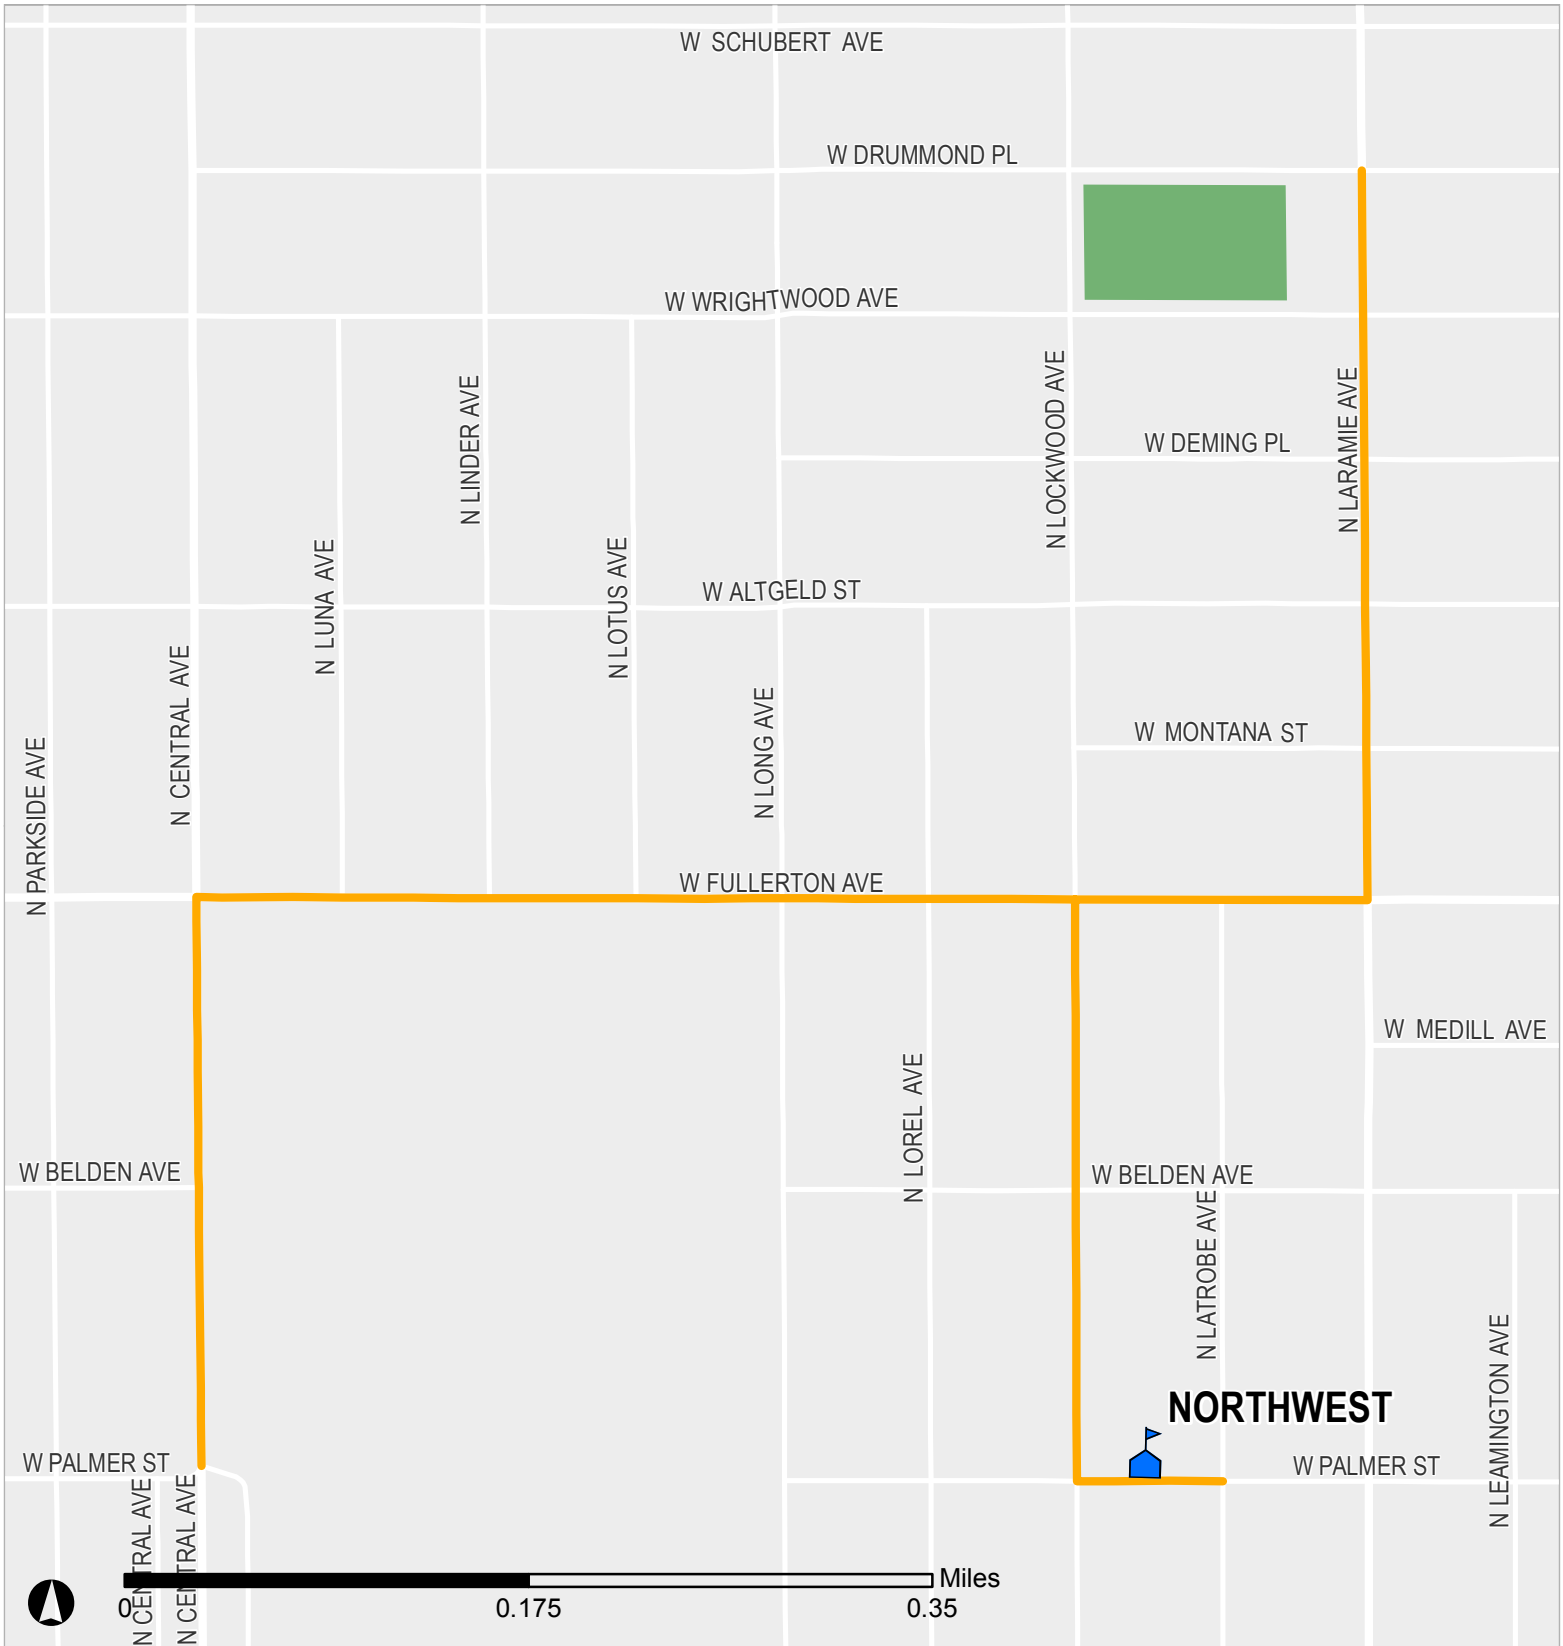 W SCHUBERT AVE
W DRUMMOND PL
W WRIGHTWOOD AVE
N LOCKWOOD AVE
N LARAMIE AVE
N LINDER AVE
W DEMING PL
N LUNA AVE
N LOTUS AVE
W ALTGELD ST
N CENTRAL AVE
N LONG AVE
W MONTANA ST
N PARKSIDE AVE
W FULLERTON AVE
W MEDILL AVE
N LOREL AVE
W BELDEN AVE
W BELDEN AVE
N LATROBE AVE
N LEAMINGTON AVE
NORTHWEST
W PALMER ST
W PALMER ST
N CENTRAL AVE
N CENTRAL AVE
Miles
0
0.175
0.35